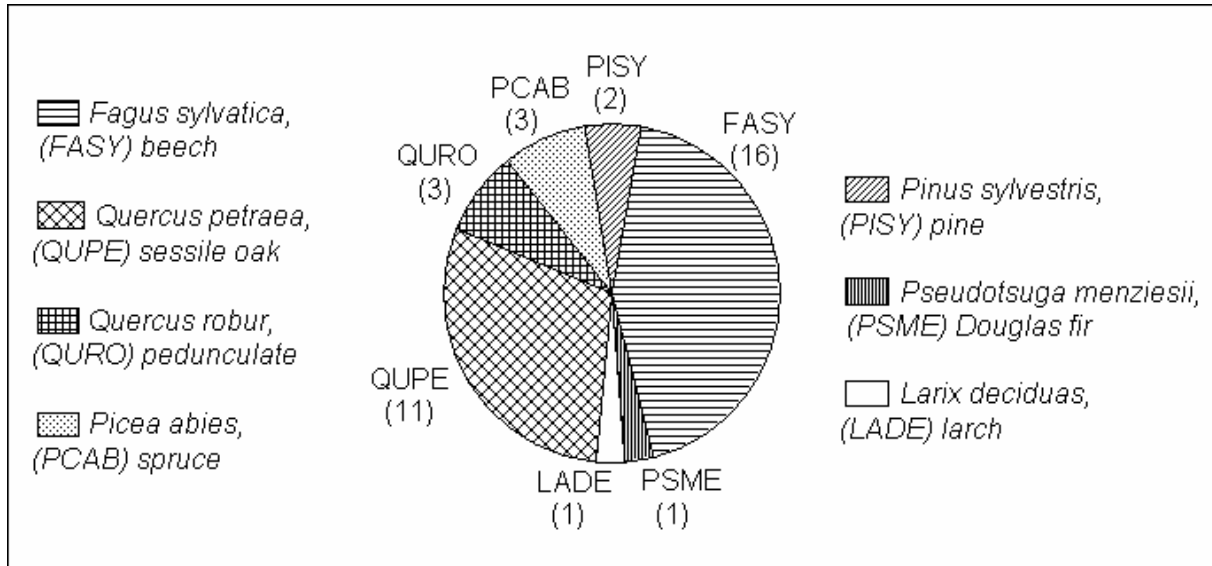 Fagus sylvatica,
(FASY) beech
Quercus petraea,
(QUPE) sessile oak
Quercus robur,
(QURO) pedunculate
Picea abies,
(PCAB) spruce
PISY
(2)
PCAB
(3)
FASY
(16)
QURO
(3)
QUPE
(11)
LADE
(1)
PSME
(1)
Pinus sylvestris,
(PISY) pine
Pseudotsuga menziesii,
(PSME) Douglas fir
Larix deciduas,
(LADE) larch